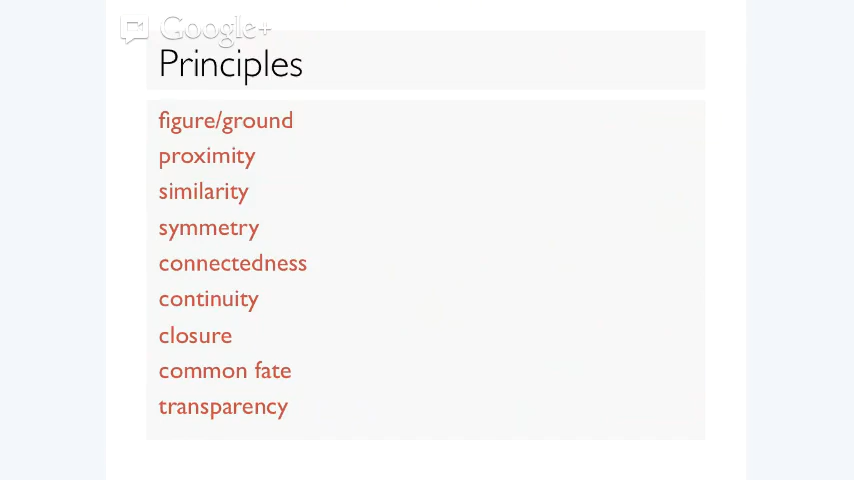 Google+
Principles
figure/ground
proximity
similarity
symmetry
connectedness
continuity
closure
common fate
transparency